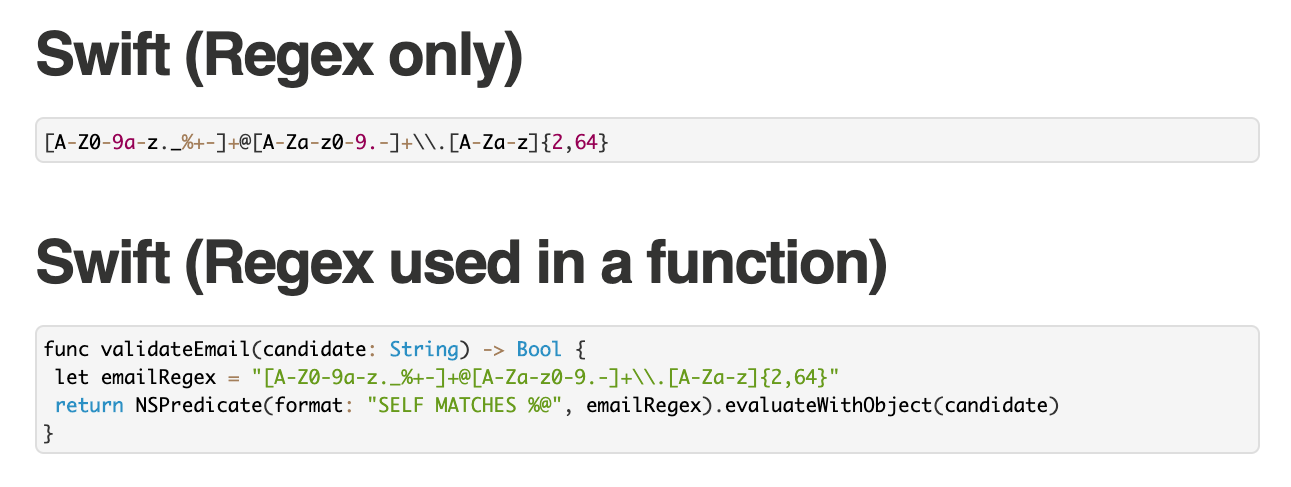 Swift (Regex only)
[A-Z0-9a-z._%+-]+@[A-Za-z0-9.-]+\\.[A-Za-z]{2,64}
Swift (Regex used in a function)
func validateEmail(candidate: String) -> Bool {
 let emailRegex = "[A-Z0-9a-z._%+-]+@[A-Za-z0-9.-]+\\.[A-Za-z]{2,64}"
 return NSPredicate(format: "SELF MATCHES %@", emailRegex).evaluateWithObject(candidate)
}